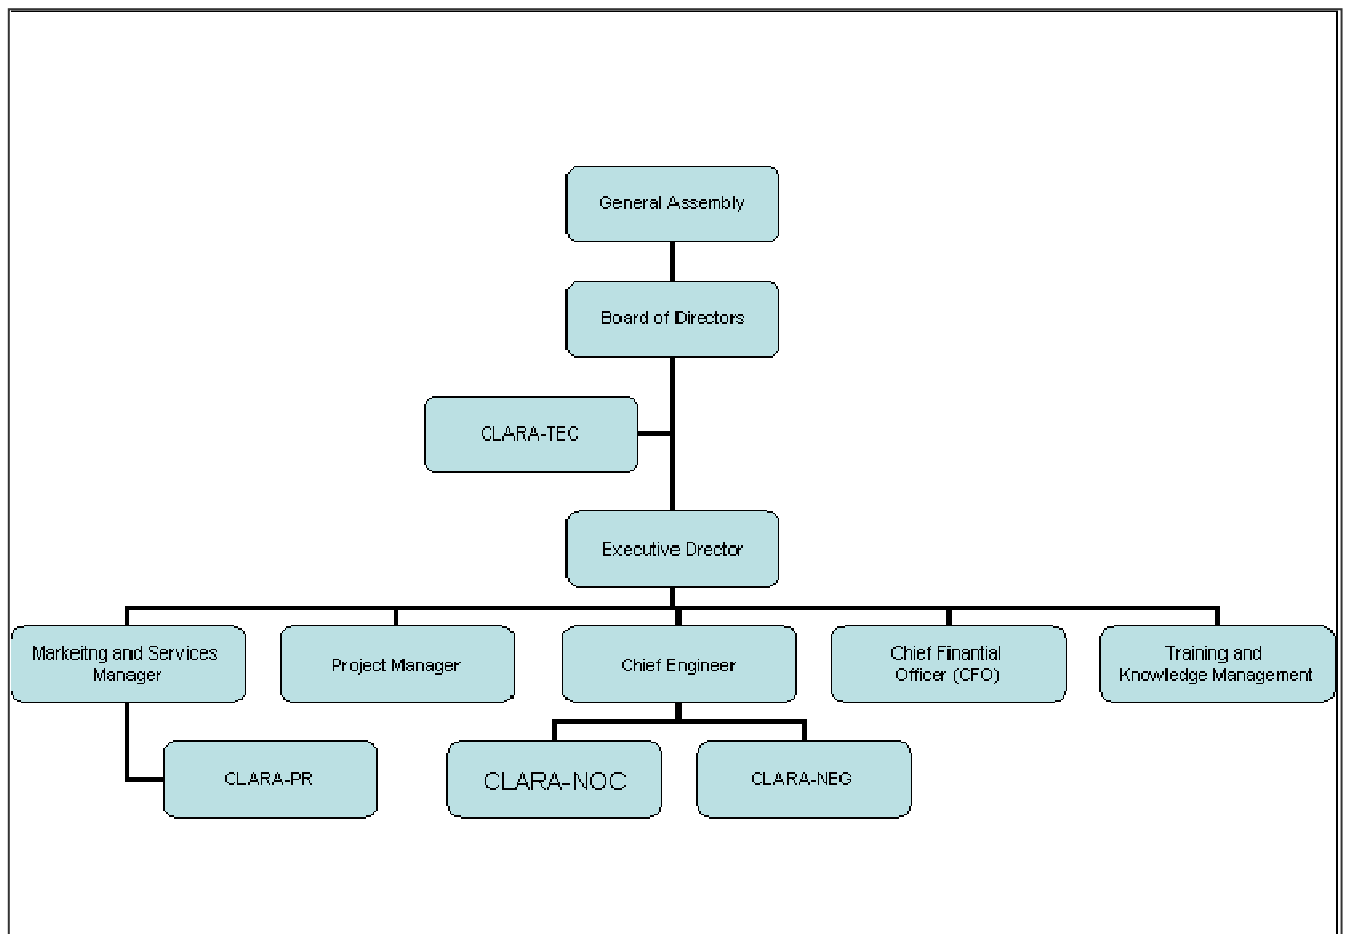 General Assembly
Board of Directors
CLARA-TEC
Executive Drector
Markeitng and Services
Manager
Project Manager
Chief Engineer
Chief Finantial
Officer (CFO)
Training and
Knowledge Management
CLARA-PR
CLARA-NOC
CLARA-NEG